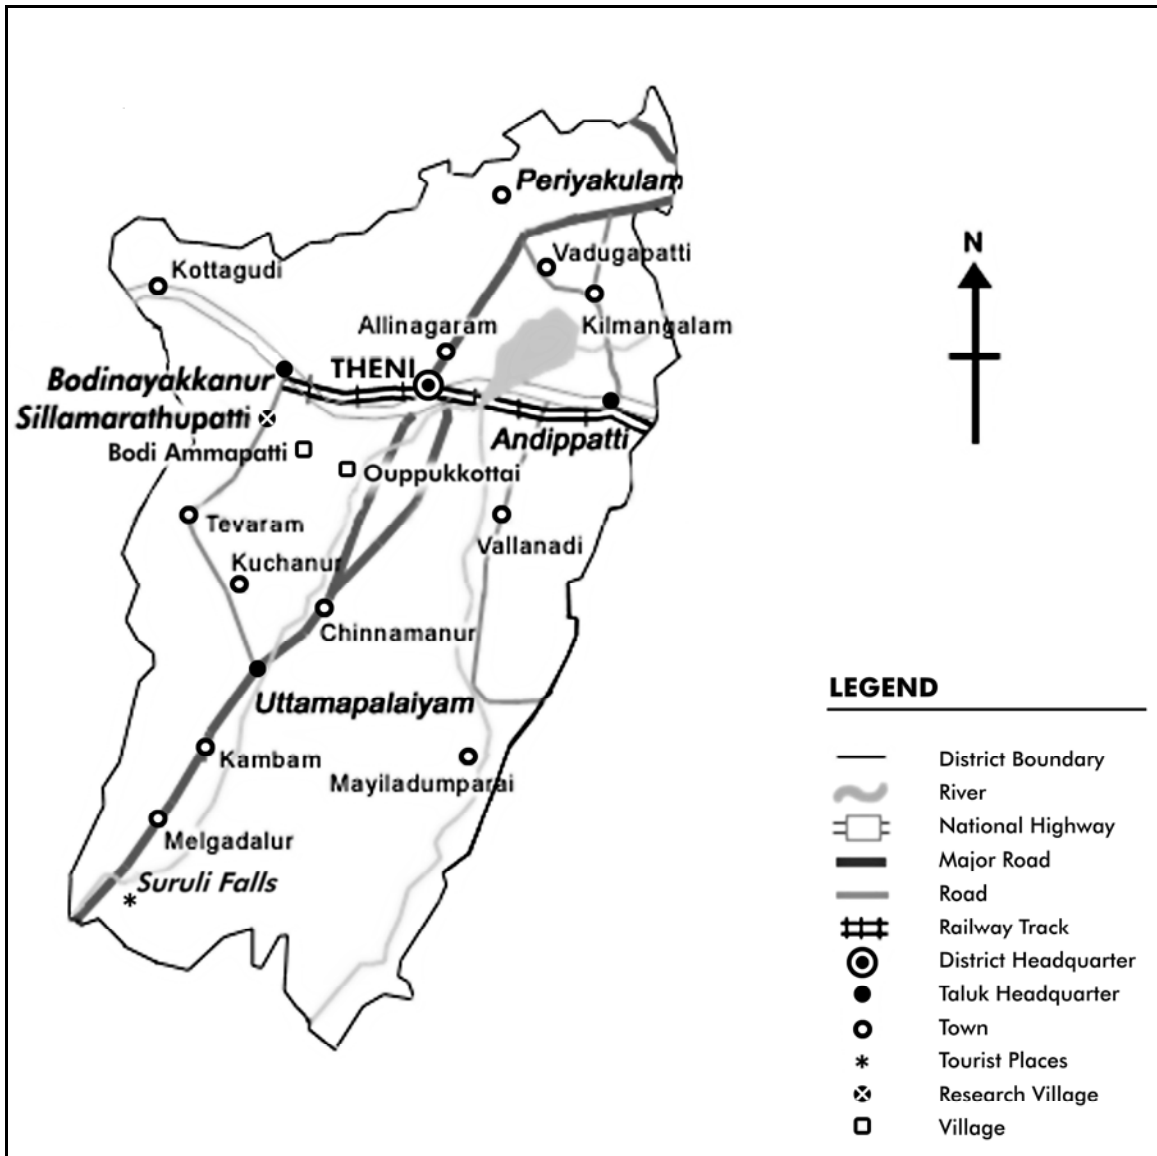 Periyakulam
N
Vadugapatti
Kottagudi
Allinagaram
Kilmangalam
THENI
Bodinayakkanur
Sillamarathupatti
Andippatti
Bodi Ammapatti
Ouppukkottai
Tevaram
Vallanadi
Kuchanur
Chinnamanur
LEGEND
Uttamapalaiyam
Kambam
District Boundary
Mayiladumparai
River
National Highway
Melgadalur
Major Road
Suruli Falls
Road
Railway Track
District Headquarter
Taluk Headquarter
Town
Tourist Places
Research Village
Village